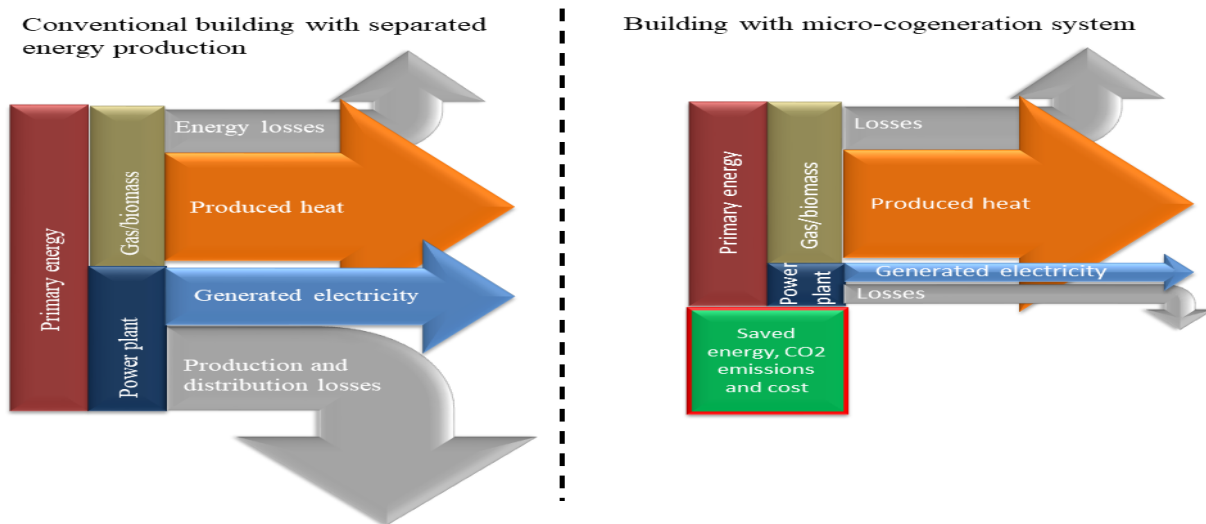 Conventional building with separated
energy production
Energy losses
Produced heat
Generated electricity
Production and
distribution losses
Primary energy
Gas/biomass
Power plant
Building with micro-cogeneration system
Losses
Produced heat
Generated electricity
Losses
Primary energy
Gas/biomass
Power
plant
Saved
energy, CO2
emissions
and cost